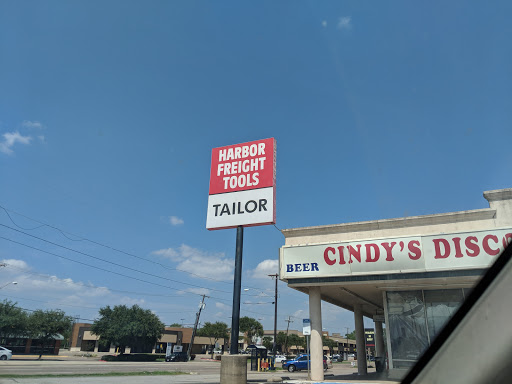 HARBOR
FREIGHT
TOOLS
TAILOR
BEER CINDY'S DISCO